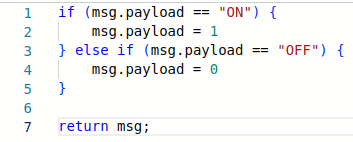 1 if (msg.payload == "ON") {
2     msg.payload = 1
3 } else if (msg.payload == "OFF") {
4     msg.payload = 0
5 }
6
7 return msg;